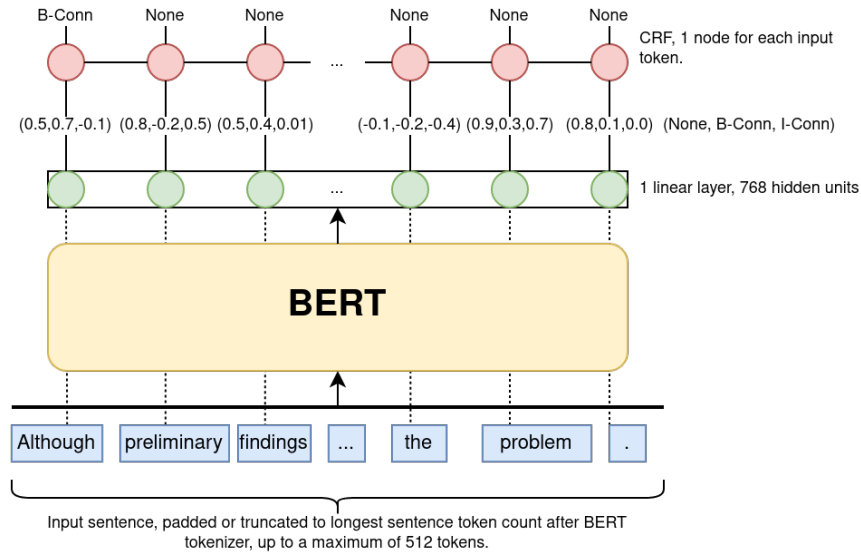 B-Conn None None None None None
CRF, 1 node for each input
token.
...
(0.5,0.7,-0.1) (0.8,-0.2,0.5) (0.5,0.4,0.01) (-0.1,-0.2,-0.4) (0.9,0.3,0.7) (0.8,0.1,0.0) (None, B-Conn, I-Conn)
... 1 linear layer, 768 hidden units
BERT
Although preliminary findings ... the problem .
Input sentence, padded or truncated to longest sentence token count after BERT
tokenizer, up to a maximum of 512 tokens.